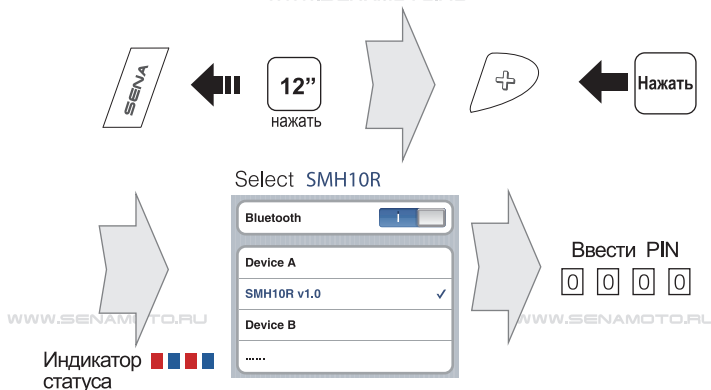 SENA
12”
нажать
Нажать
Select SMH10R
Bluetooth
Device A
SMH10R v1.0
Device B
......
Ввести PIN
0 0 0 0
WWW.SENAMOTO.RU
WWW.SENAMOTO.RU
Индикатор
статуса